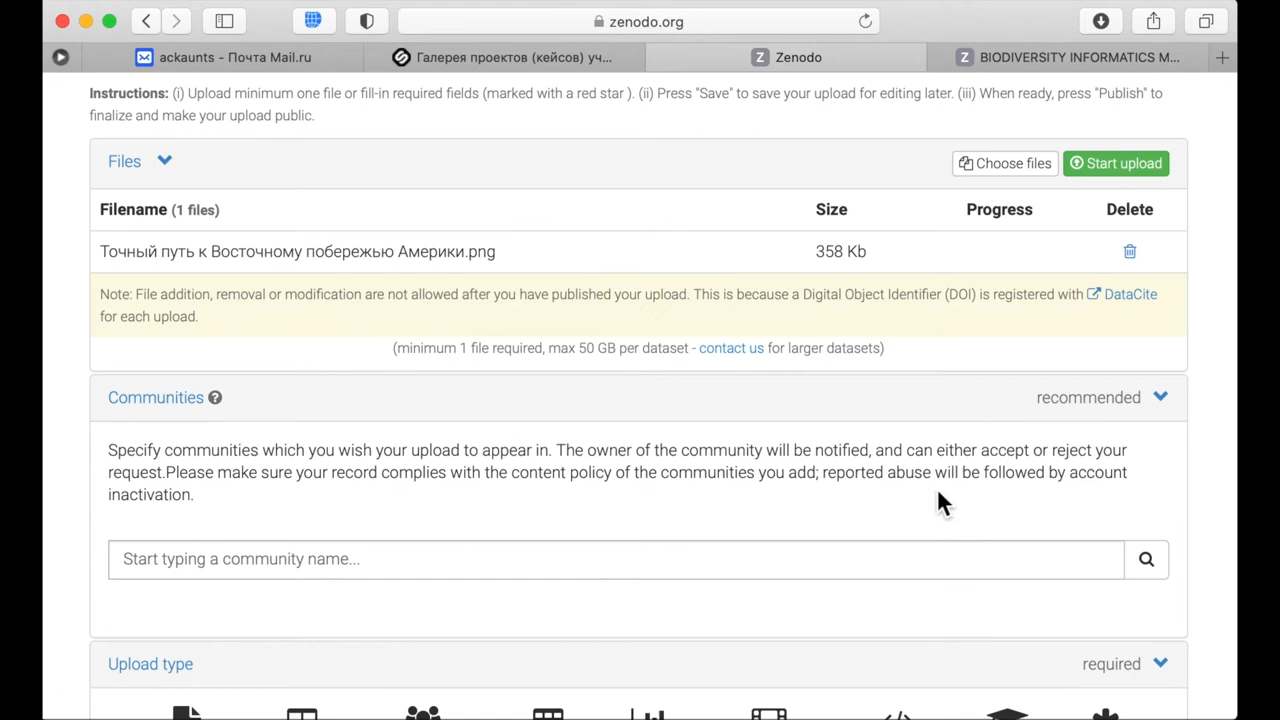 zenodo.org
ackaunts - Почта Mail.ru
Галерея проектов (кейсов) уч...
Z Zenodo
Z BIODIVERSITY INFORMATICS M...
Instructions: (i) Upload minimum one file or fill-in required fields (marked with a red star ). (ii) Press "Save" to save your upload for editing later. (iii) When ready, press "Publish" to
finalize and make your upload public.
Files
Choose files
Start upload
Filename (1 files) Size Progress Delete
Точный путь к Восточному побережью Америки.png 358 Kb
Note: File addition, removal or modification are not allowed after you have published your upload. This is because a Digital Object Identifier (DOI) is registered with DataCite
for each upload.
(minimum 1 file required, max 50 GB per dataset - contact us for larger datasets)
Communities
recommended
Specify communities which you wish your upload to appear in. The owner of the community will be notified, and can either accept or reject your
request.Please make sure your record complies with the content policy of the communities you add; reported abuse will be followed by account
inactivation.
Start typing a community name...
Upload type
required